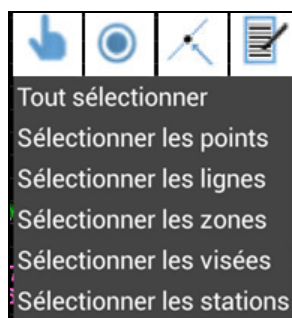 Tout sélectionner
Sélectionner les points
Sélectionner les lignes
Sélectionner les zones
Sélectionner les visées
Sélectionner les stations